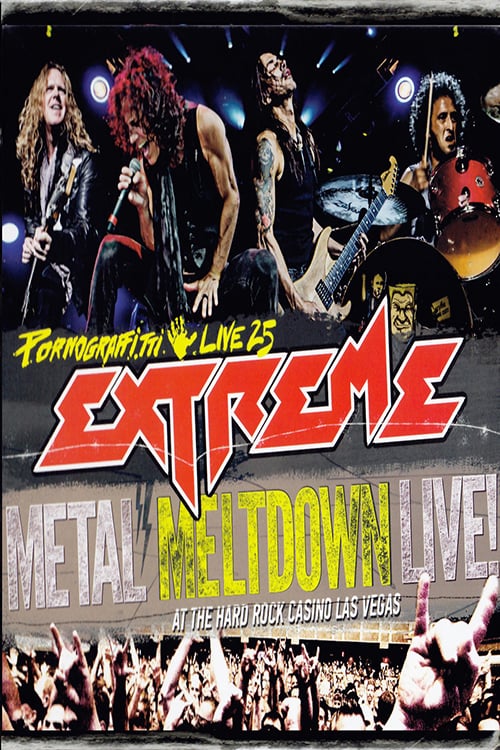 PORNOGRAFFITTI LIVE 25
EXTREME
METAL MELTDOWN LIVE!
AT THE HARD ROCK CASINO LAS VEGAS